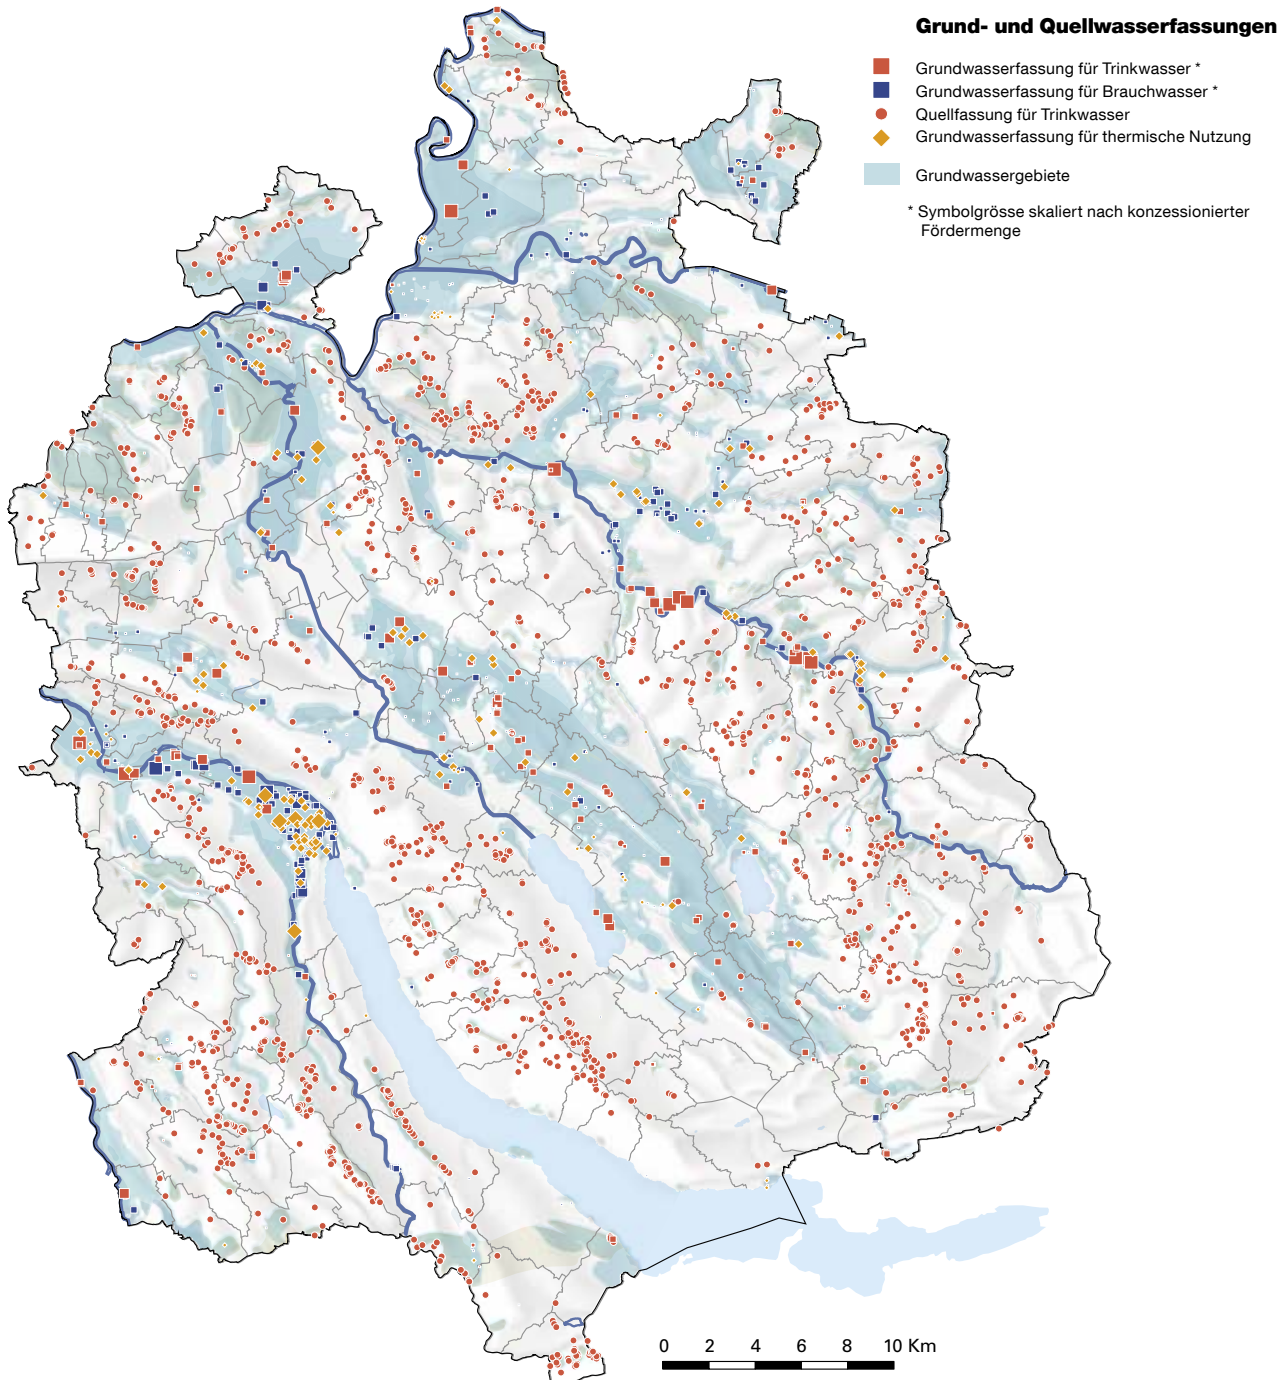 Grund- und Quellwasserfassungen
Grundwasserfassung für Trinkwasser *
Grundwasserfassung für Brauchwasser *
Quellfassung für Trinkwasser
Grundwasserfassung für thermische Nutzung
Grundwassergebiete
* Symbolgrösse skaliert nach konzessionierter
Fördermenge
0 2 4 6 8 10 Km